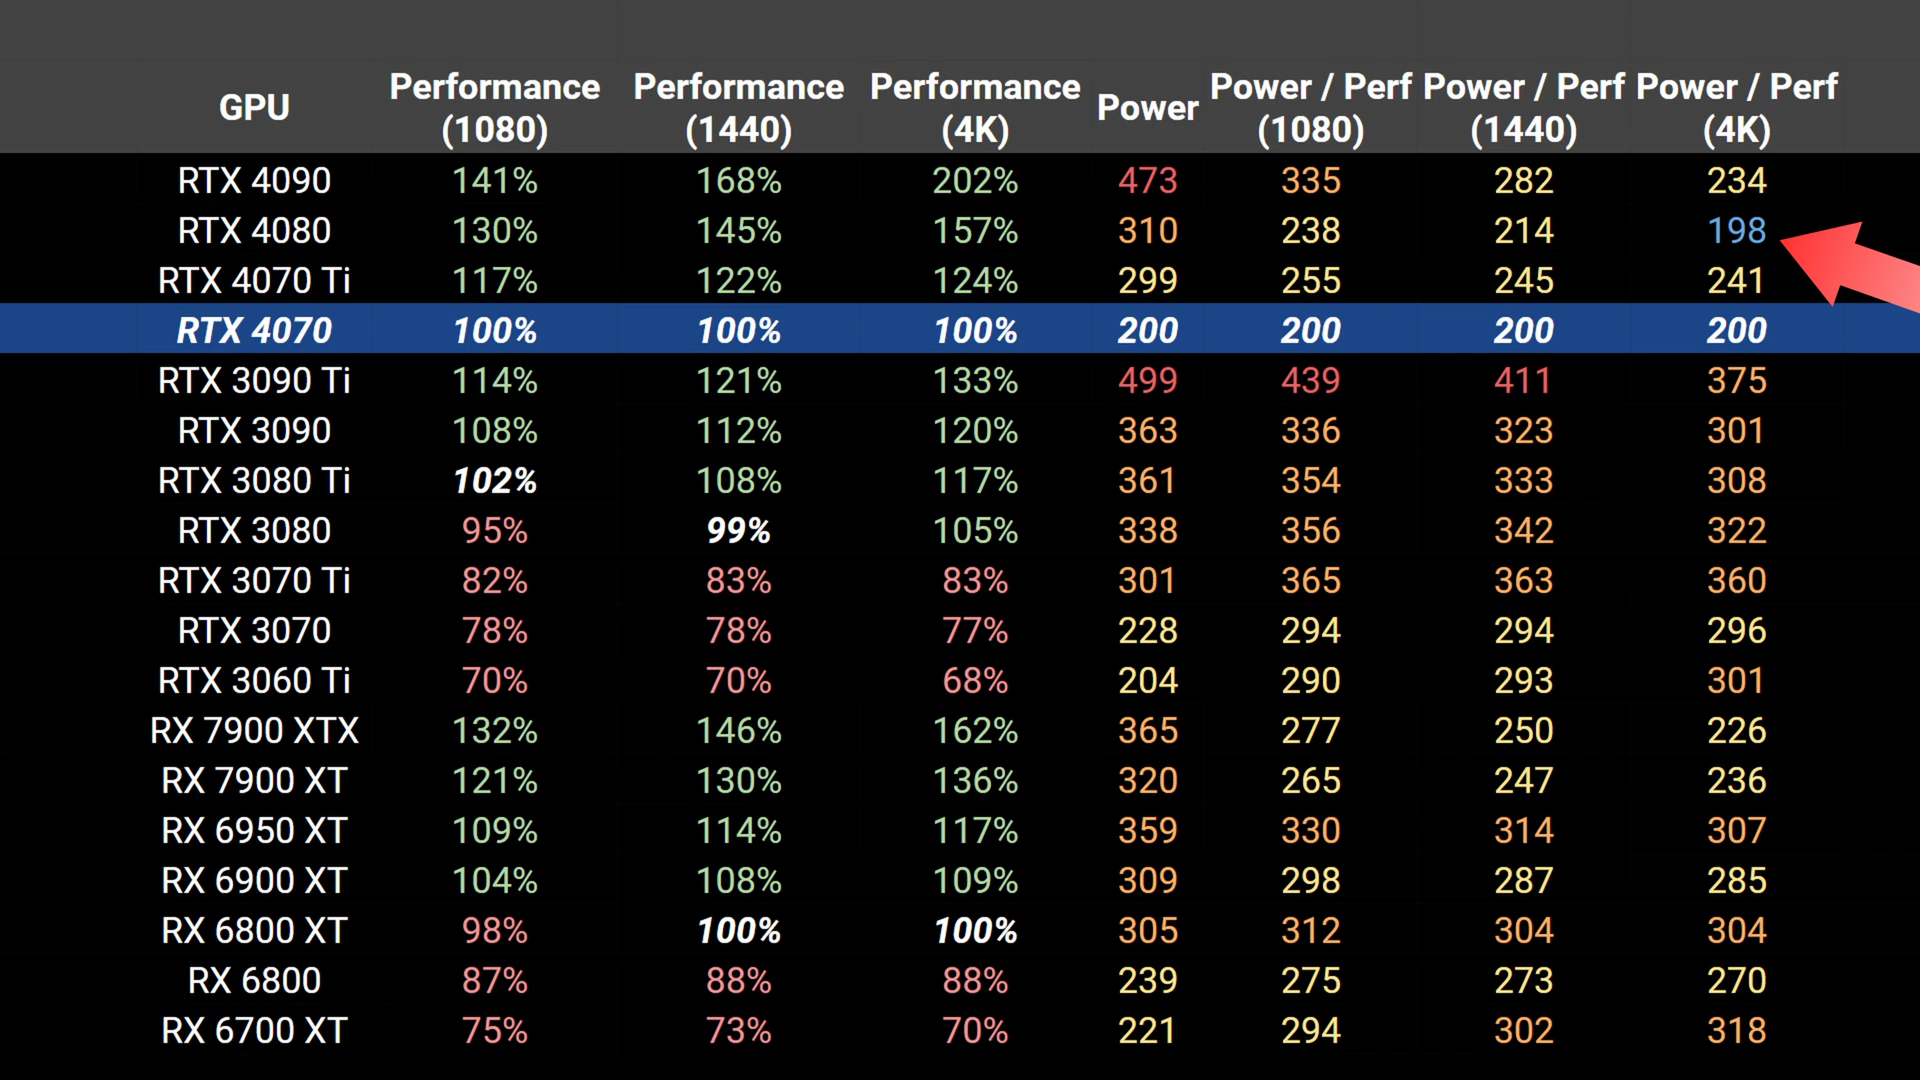 GPU Performance (1080) Performance (1440) Performance (4K) Power Power / Perf (1080) Power / Perf (1440) Power / Perf (4K)
RTX 4090 141% 168% 202% 473 335 282 234
RTX 4080 130% 145% 157% 310 238 214 198
RTX 4070 Ti 117% 122% 124% 299 255 245 241
RTX 4070 100% 100% 100% 200 200 200 200
RTX 3090 Ti 114% 121% 133% 499 439 411 375
RTX 3090 108% 112% 120% 363 336 323 301
RTX 3080 Ti 102% 108% 117% 361 354 333 308
RTX 3080 95% 99% 105% 338 356 342 322
RTX 3070 Ti 82% 83% 83% 301 365 363 360
RTX 3070 78% 78% 77% 228 294 294 296
RTX 3060 Ti 70% 70% 68% 204 290 293 301
RX 7900 XTX 132% 146% 162% 365 277 250 226
RX 7900 XT 121% 130% 136% 320 265 247 236
RX 6950 XT 109% 114% 117% 359 330 314 307
RX 6900 XT 104% 108% 109% 309 298 287 285
RX 6800 XT 98% 100% 100% 305 312 304 304
RX 6800 87% 88% 88% 239 275 273 270
RX 6700 XT 75% 73% 70% 221 294 302 318